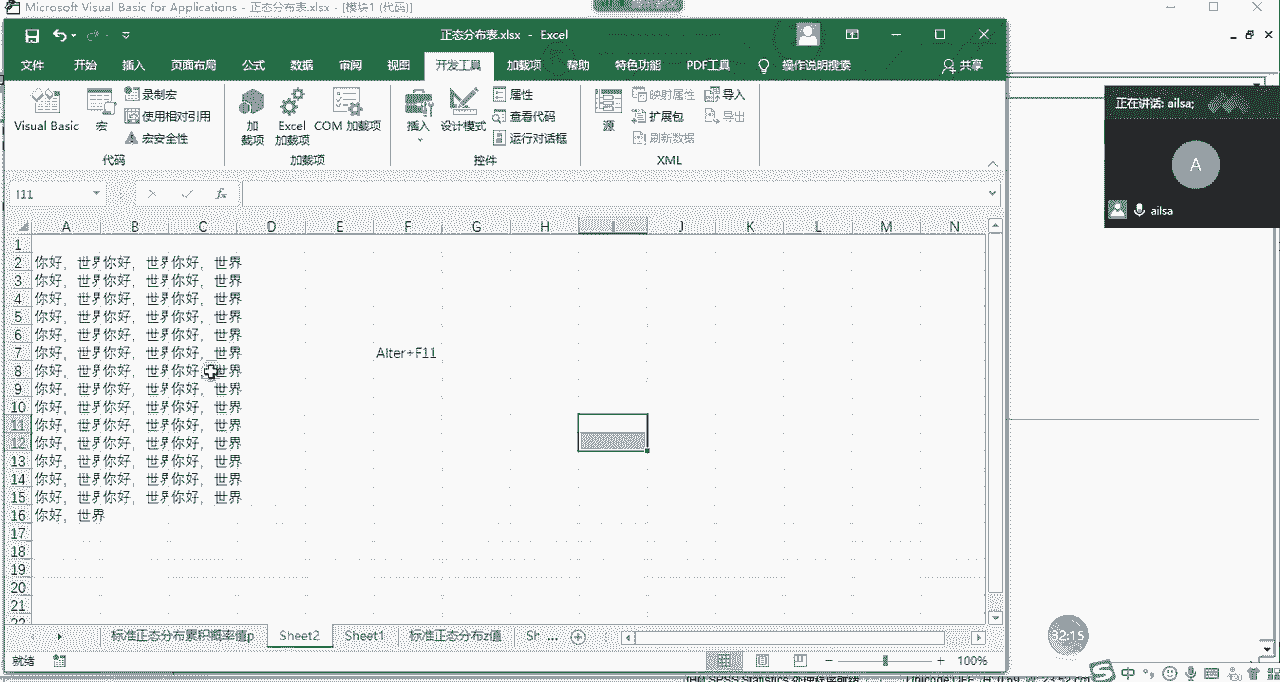 Microsoft Visual Basic for Applications - 正态分布表.xlsx - [模块1 (代码)]
正态分布表.xlsx - Excel
文件 开始 插入 页面布局 公式 数据 审阅 视图 开发工具 加载项 帮助 特色功能 PDF工具 操作说明搜索 共享
Visual Basic 宏 录制宏 使用相对引用 宏安全性
代码
加载项 Excel 加载项 COM 加载项
加载项
插入 设计模式 属性 查看代码 运行对话框
控件
源 映射属性 扩展包 刷新数据 导入 导出
XML
正在讲话: ailsa;
A
ailsa
I11
fx
A B C D E G H I J K L M N
1
2 你好，世界 你好，世界 你好，世界
3 你好，世界 你好，世界 你好，世界
4 你好，世界 你好，世界 你好，世界
5 你好，世界 你好，世界 你好，世界
6 你好，世界 你好，世界 你好，世界
7 你好，世界 你好，世界 你好，世界 Alter+F11
8 你好，世界 你好，世界 你好，世界
9 你好，世界 你好，世界 你好，世界
10 你好，世界 你好，世界 你好，世界
11 你好，世界 你好，世界 你好，世界
12 你好，世界 你好，世界 你好，世界
13 你好，世界 你好，世界 你好，世界
14 你好，世界 你好，世界 你好，世界
15 你好，世界 你好，世界 你好，世界
16 你好，世界
17
18
19
20
21
22
标准正态分布累积概率值p Sheet2 Sheet 标准正态分布z值 Sh ...
32:15
就绪 100%
中
IBM SPSS Statistics 处理程序就绪 Unicode:OFF H: 0.69, W: 23.52 cm